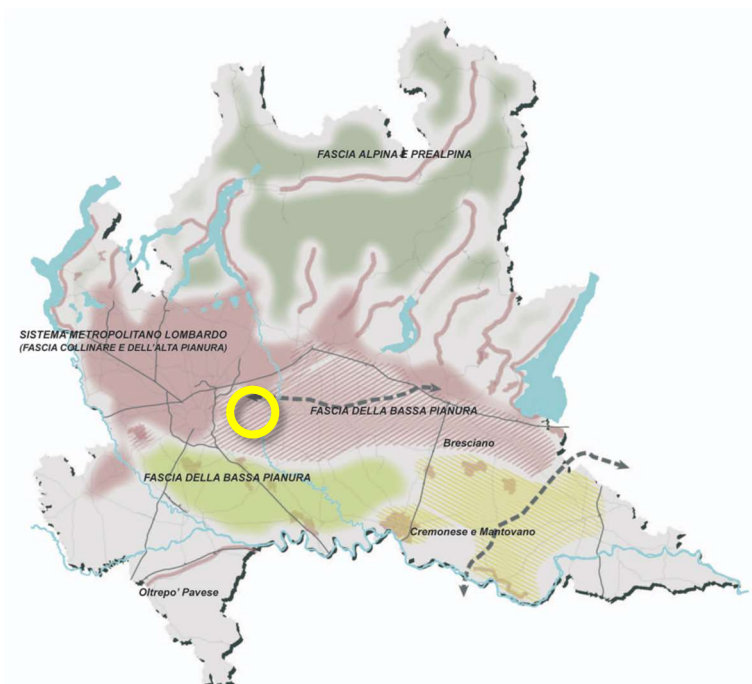 FASCIA ALPINA E PREALPINA
SISTEMA METROPOLITANO LOMBARDO
(FASCIA COLLINARE E DELL'ALTA PIANURA)
FASCIA DELLA BASSA PIANURA
Bresciano
FASCIA DELLA BASSA PIANURA
Cremonese e Mantovano
Oltrepo' Pavese